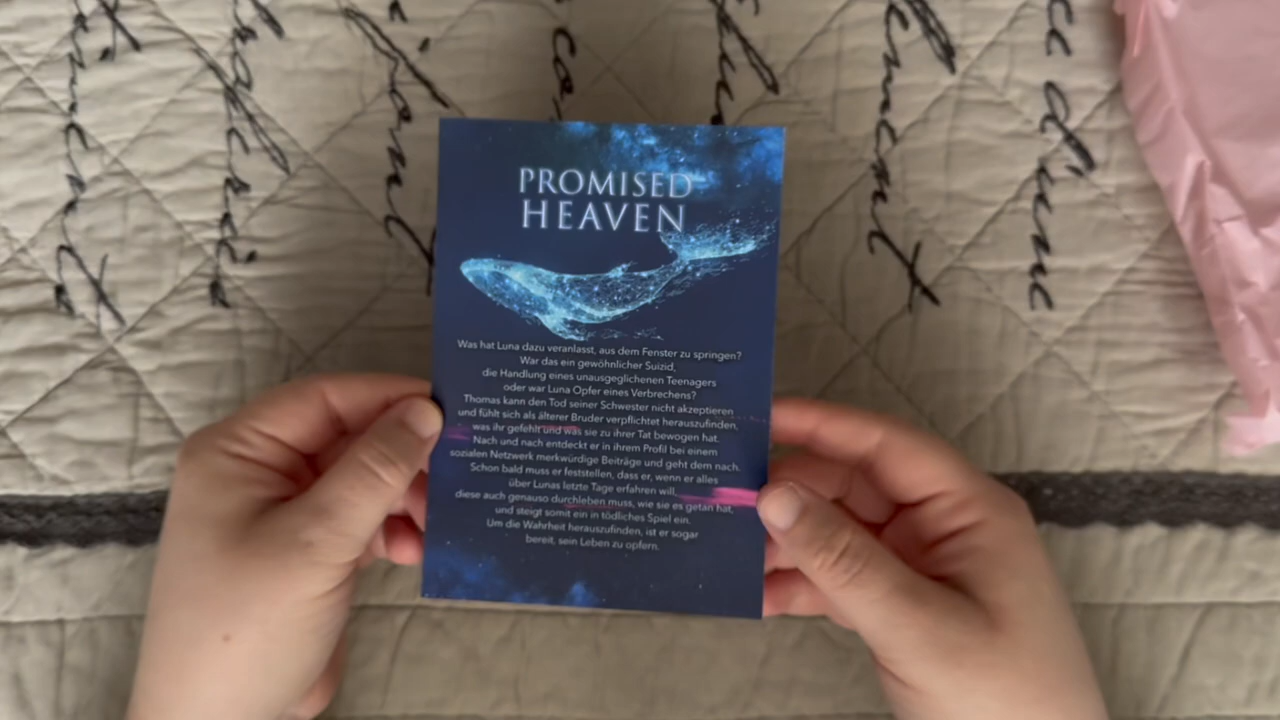 PROMISED
HEAVEN
Was hat Luna dazu veranlasst, aus dem Fenster zu springen?
War das ein gewöhnlicher Suizid,
die Handlung eines unausgeglichenen Teenagers
oder war Luna Opfer eines Verbrechens?
Thomas kann den Tod seiner Schwester nicht akzeptieren
und fühlt sich als älterer Bruder verpflichtet herauszufinden,
was ihr gefehlt und was sie zu ihrer Tat bewogen hat.
Nach und nach entdeckt er in ihrem Profil bei einem
sozialen Netzwerk merkwürdige Beiträge und geht dem nach.
Schon bald muss er feststellen, dass er, wenn er alles
über Lunas letzte Tage erfahren will,
diese auch genauso durchleben muss, wie sie es getan hat,
und steigt somit ein in tödliches Spiel ein.
Um die Wahrheit herauszufinden, ist er sogar
bereit, sein Leben zu opfern.